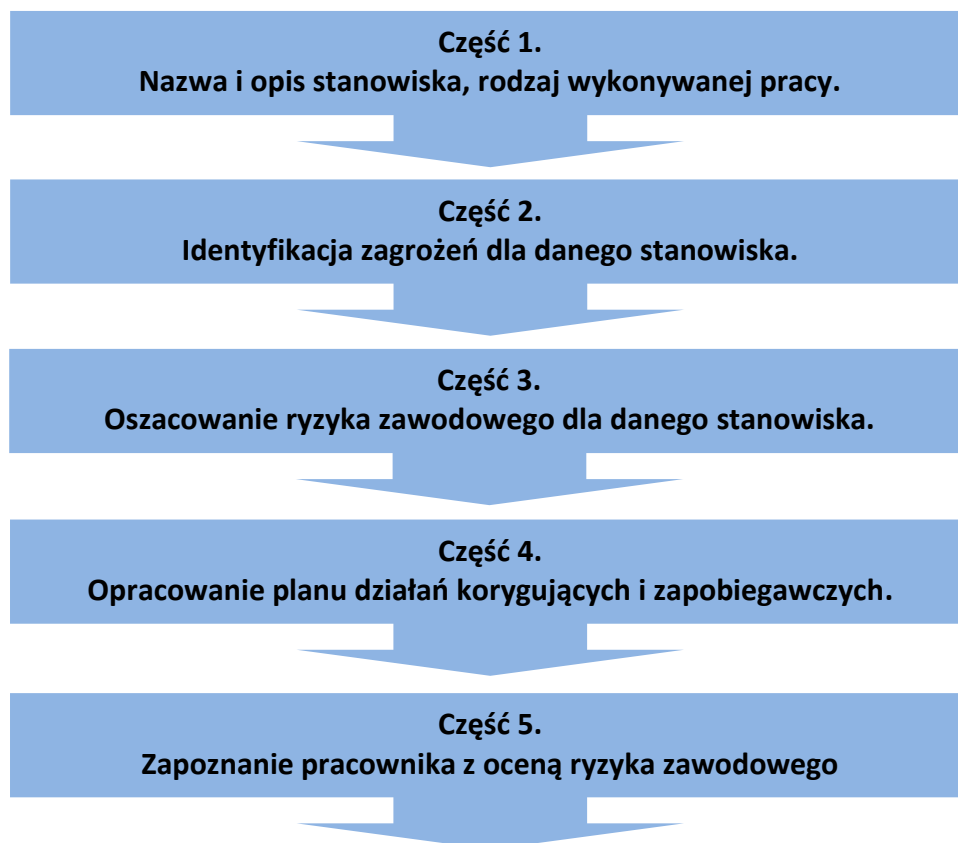 Część 1.
Nazwa i opis stanowiska, rodzaj wykonywanej pracy.
Część 2.
Identyfikacja zagrożeń dla danego stanowiska.
Część 3.
Oszacowanie ryzyka zawodowego dla danego stanowiska.
Część 4.
Opracowanie planu działań korygujących i zapobiegawczych.
Część 5.
Zapoznanie pracownika z oceną ryzyka zawodowego